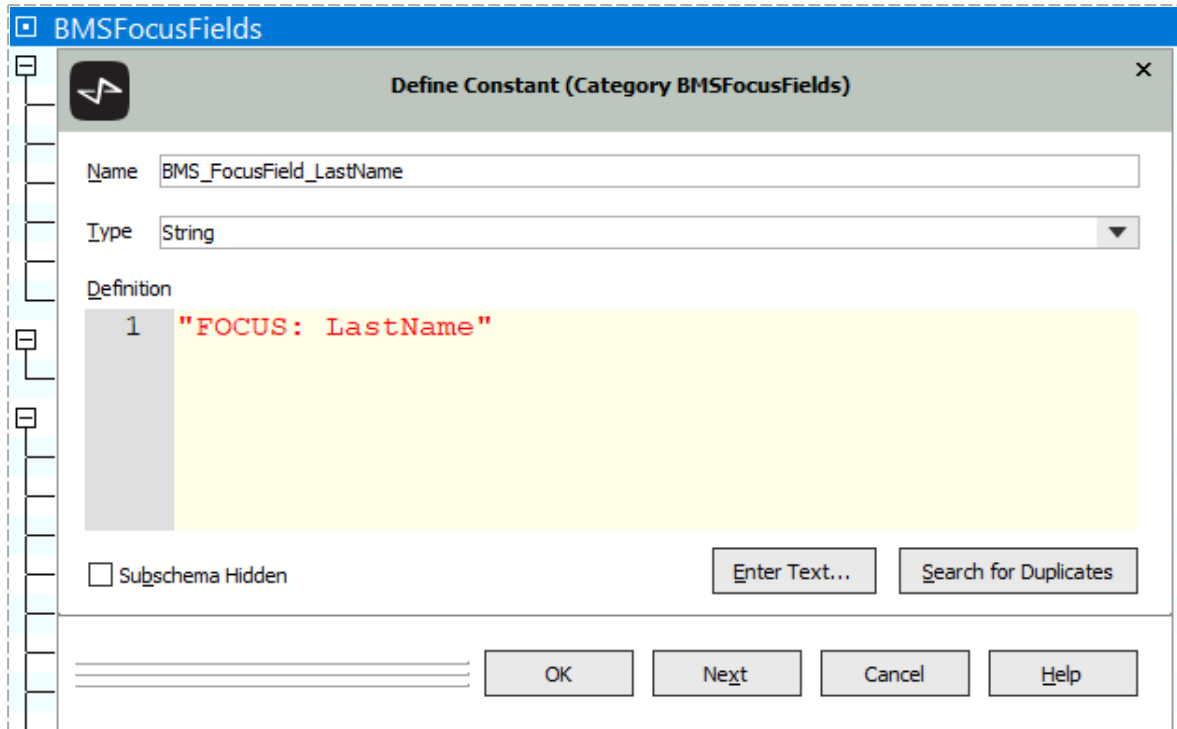 BMSFocusFields
Define Constant (Category BMSFocusFields)
Name BMS_FocusField_LastName
Type String
Definition
1 "FOCUS: LastName"
Subschema Hidden Enter Text... Search for Duplicates
OK Next Cancel Help